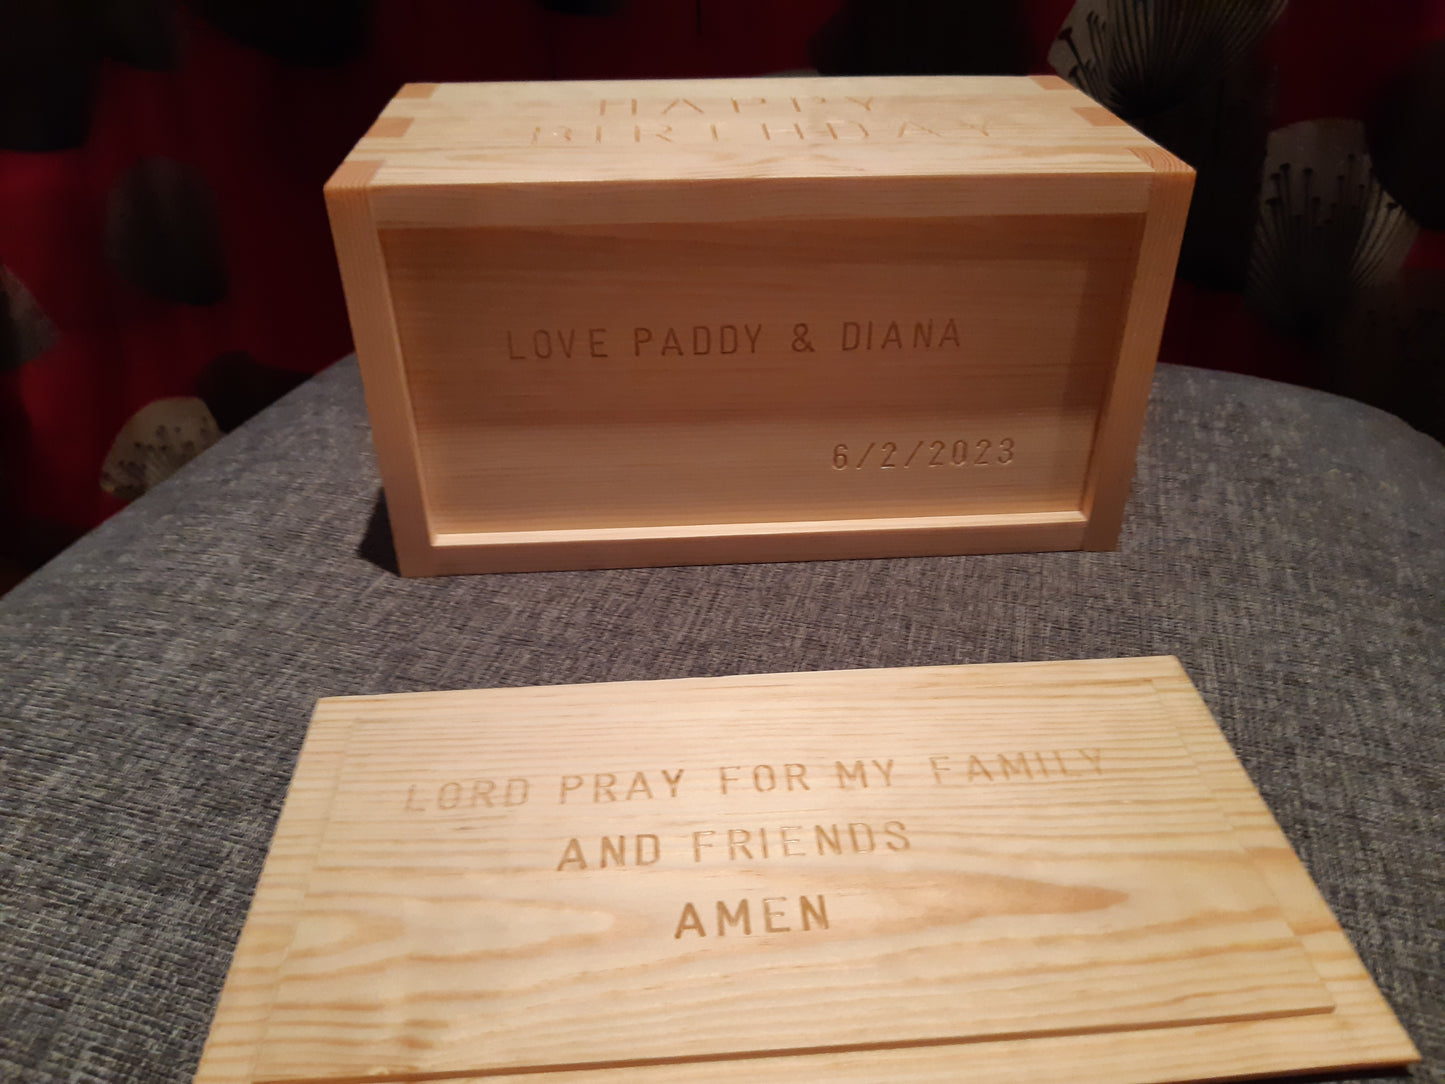 HAPPY
BIRTHDAY
LOVE PADDY & DIANA
6/2/2023
LORD PRAY FOR MY FAMILY
AND FRIENDS
AMEN